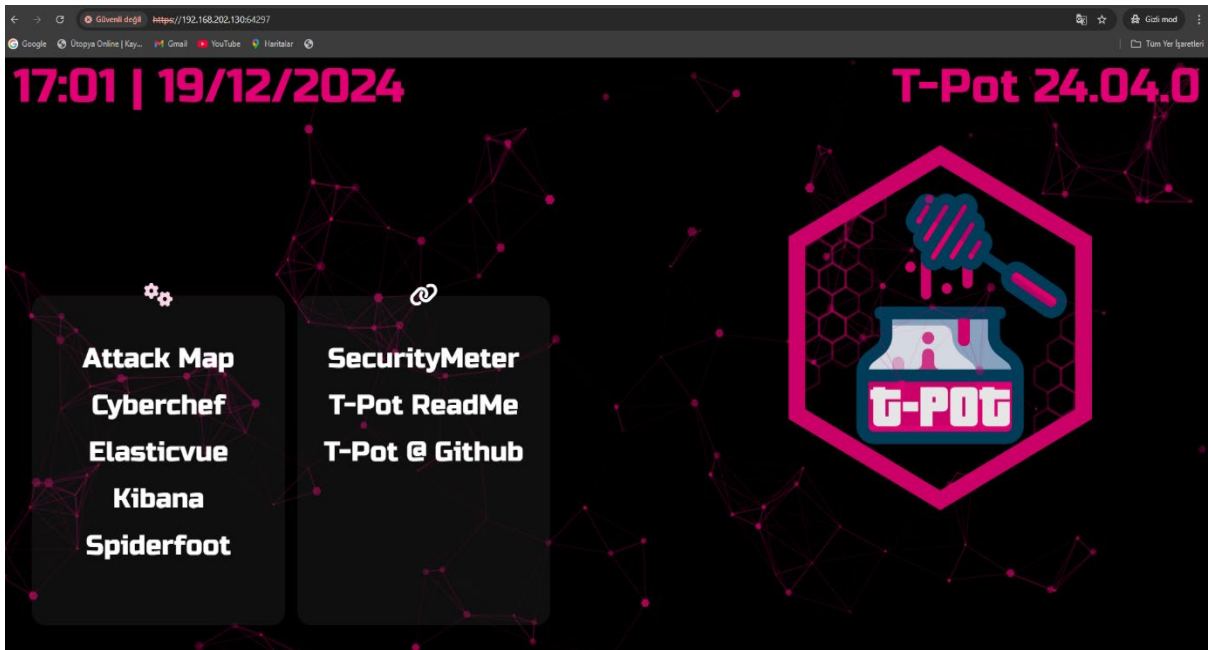 Güvenli değil https://192.168.202.130:64297 Gizli mod
Google Ütopya Online | Kay... Gmail YouTube Haritalar Tüm Yer İşaretleri
17:01 | 19/12/2024
T-Pot 24.04.0
Attack Map
Cyberchef
Elasticvue
Kibana
Spiderfoot
SecurityMeter
T-Pot ReadMe
T-Pot @ Github
t-Pot